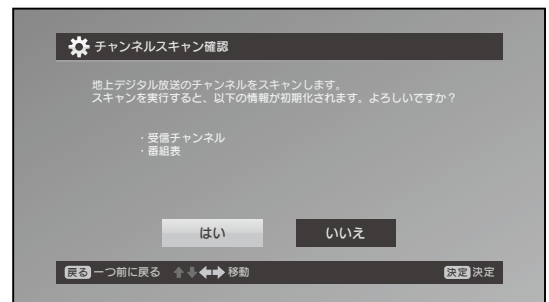 チャンネルスキャン確認
地上デジタル放送のチャンネルをスキャンします。
スキャンを実行すると、以下の情報が初期化されます。よろしいですか？
・受信チャンネル
・番組表
はい いいえ
戻る 一つ前に戻る 移動 決定 決定